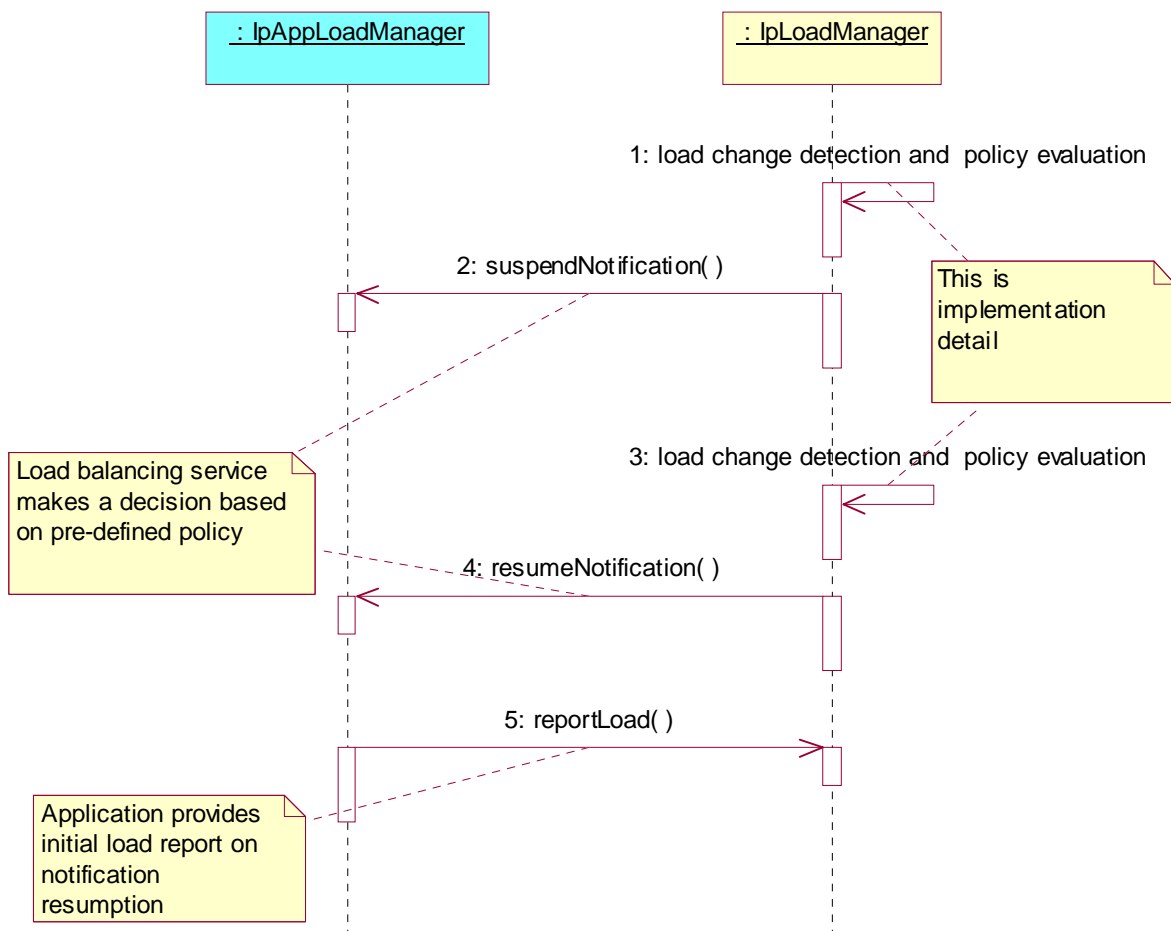 : IpAppLoadManager
: IpLoadManager
1: load change detection and policy evaluation
2: suspendNotification( )
This is
implementation
detail
Load balancing service
makes a decision based
on pre-defined policy
3: load change detection and policy evaluation
4: resumeNotification( )
5: reportLoad( )
Application provides
initial load report on
notification
resumption